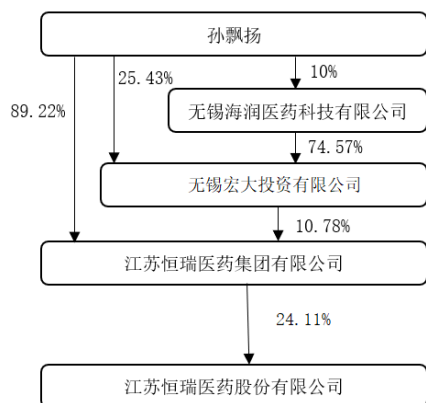 孙飘扬
25.43%
10%
89.22%
无锡海润医药科技有限公司
74.57%
无锡宏大投资有限公司
10.78%
江苏恒瑞医药集团有限公司
24.11%
江苏恒瑞医药股份有限公司